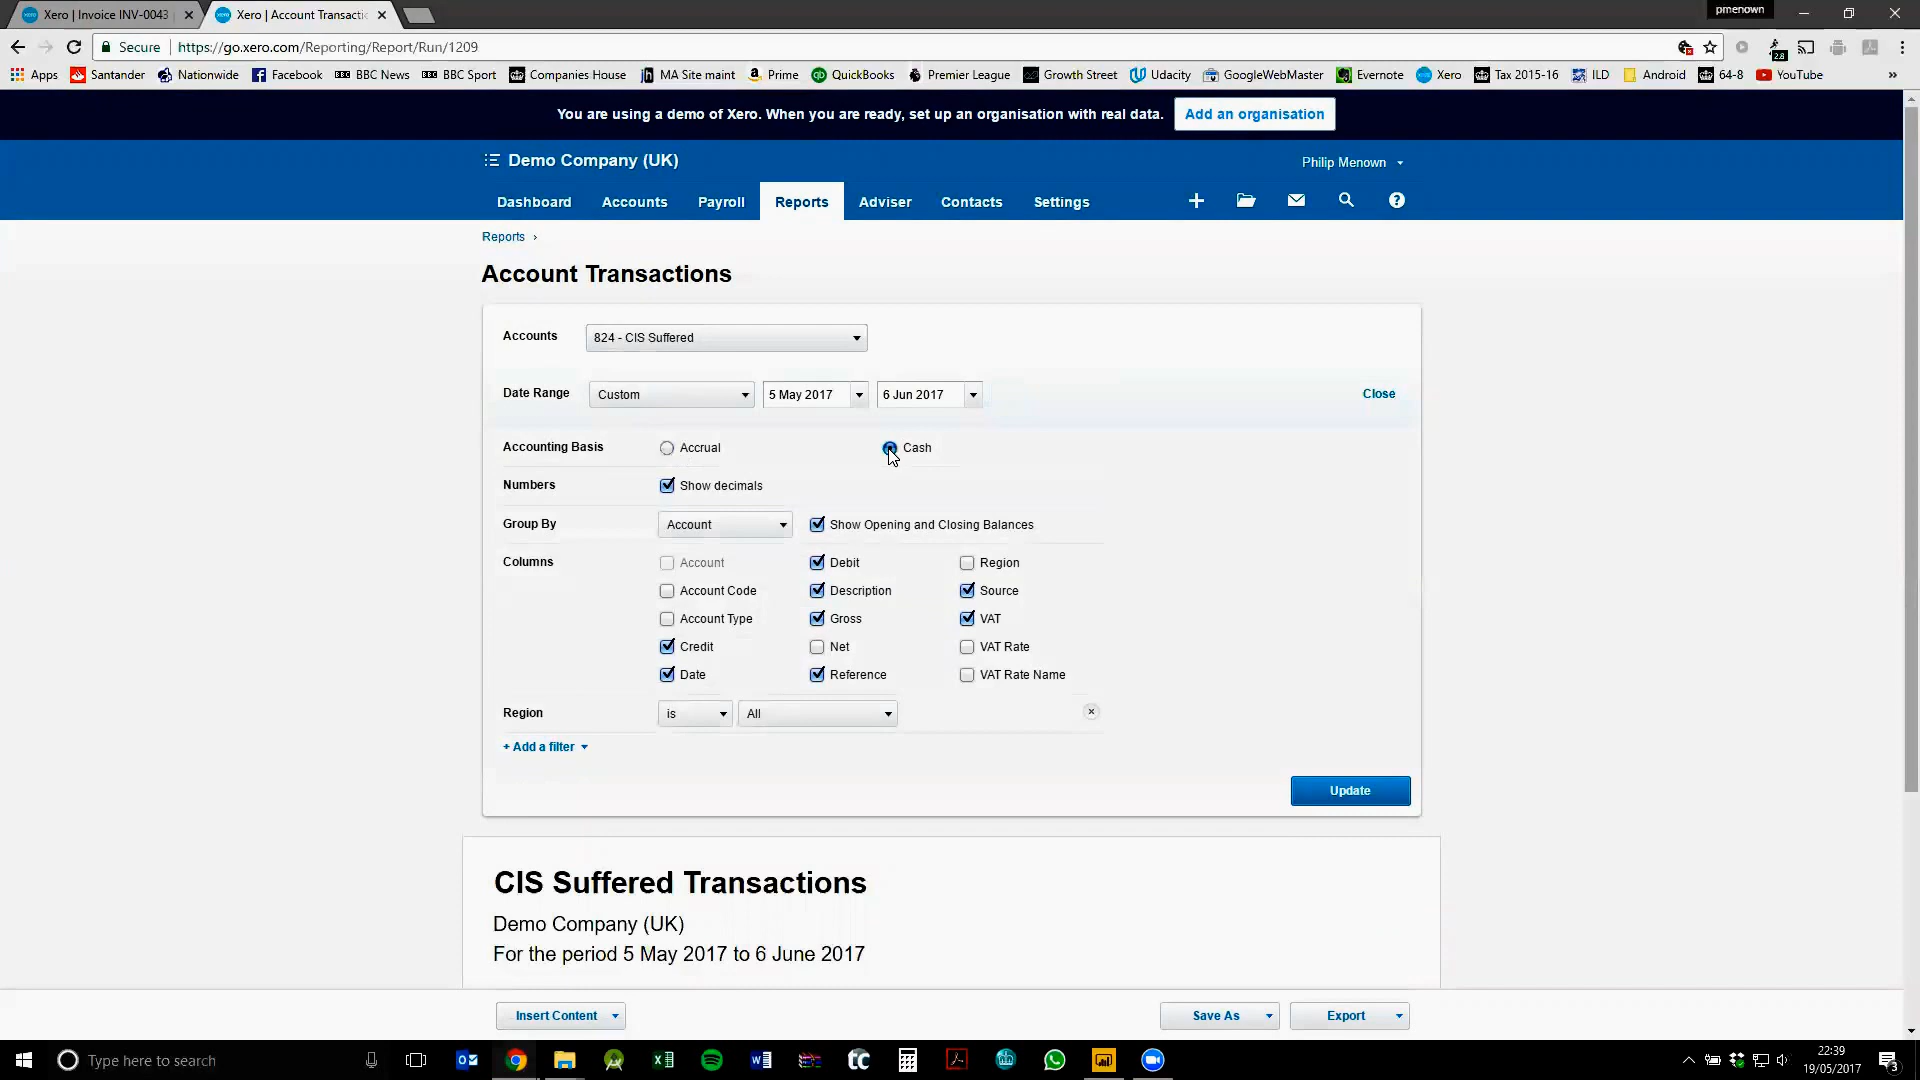 Xero | Invoice INV-0043
Xero | Account Transacti
pmenown
Secure
https://go.xero.com/Reporting/Report/Run/1209
2.8
Apps
Santander
Nationwide
Facebook
BBC News
BBC Sport
Companies House
MA Site maint
Prime
QuickBooks
Premier League
Growth Street
Udacity
GoogleWebMaster
Evernote
Xero
Tax 2015-16
ILD
Android
64-8
YouTube
»
You are using a demo of Xero. When you are ready, set up an organisation with real data.
Add an organisation
Demo Company (UK)
Philip Menown
Dashboard
Accounts
Payroll
Reports
Adviser
Contacts
Settings
Reports ›
Account Transactions
Accounts
824 - CIS Suffered
Date Range
Custom
5 May 2017
6 Jun 2017
Close
Accounting Basis
Accrual
Cash
Numbers
Show decimals
Group By
Account
Show Opening and Closing Balances
Columns
Account
Debit
Region
Account Code
Description
Source
Account Type
Gross
VAT
Credit
Net
VAT Rate
Date
Reference
VAT Rate Name
Region
is
All
+ Add a filter
Update
CIS Suffered Transactions
Demo Company (UK)
For the period 5 May 2017 to 6 June 2017
Insert Content
Save As
Export
Type here to search
22:39
19/05/2017
3